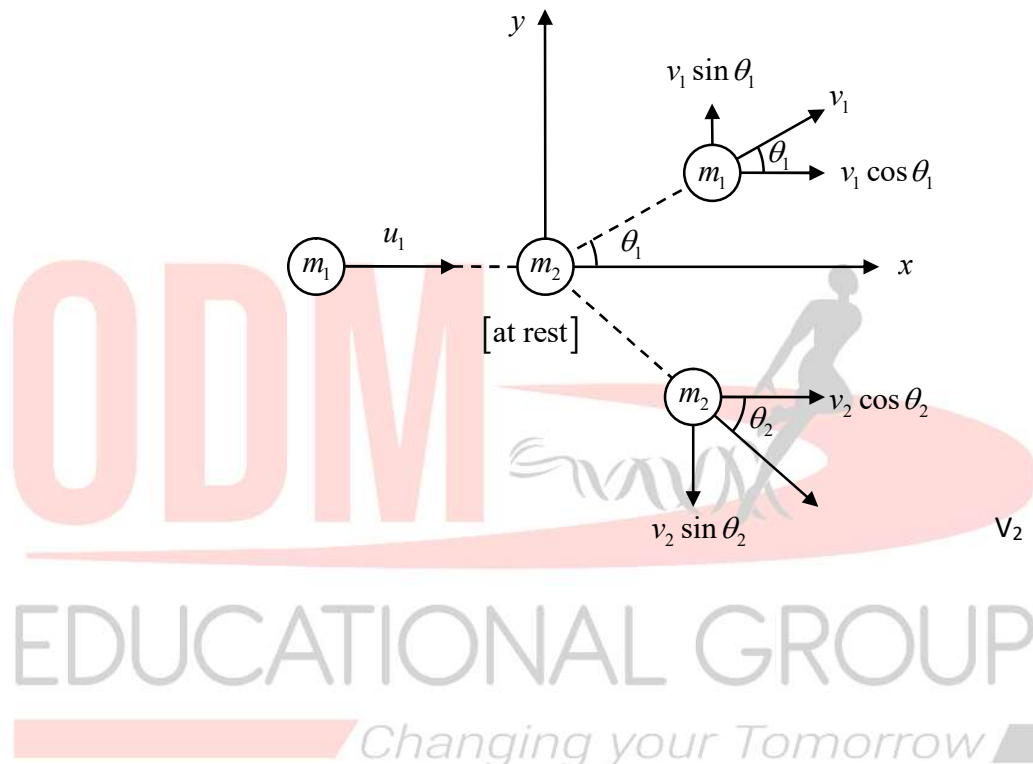 y
v₁ sin θ₁
v₁
θ₁
m₁
v₁ cos θ₁
u₁
θ₁
m₁
m₂
x
[at rest]
m₂
v₂ cos θ₂
θ₂
v₂ sin θ₂
V₂
ODM
EDUCATIONAL GROUP
Changing your Tomorrow